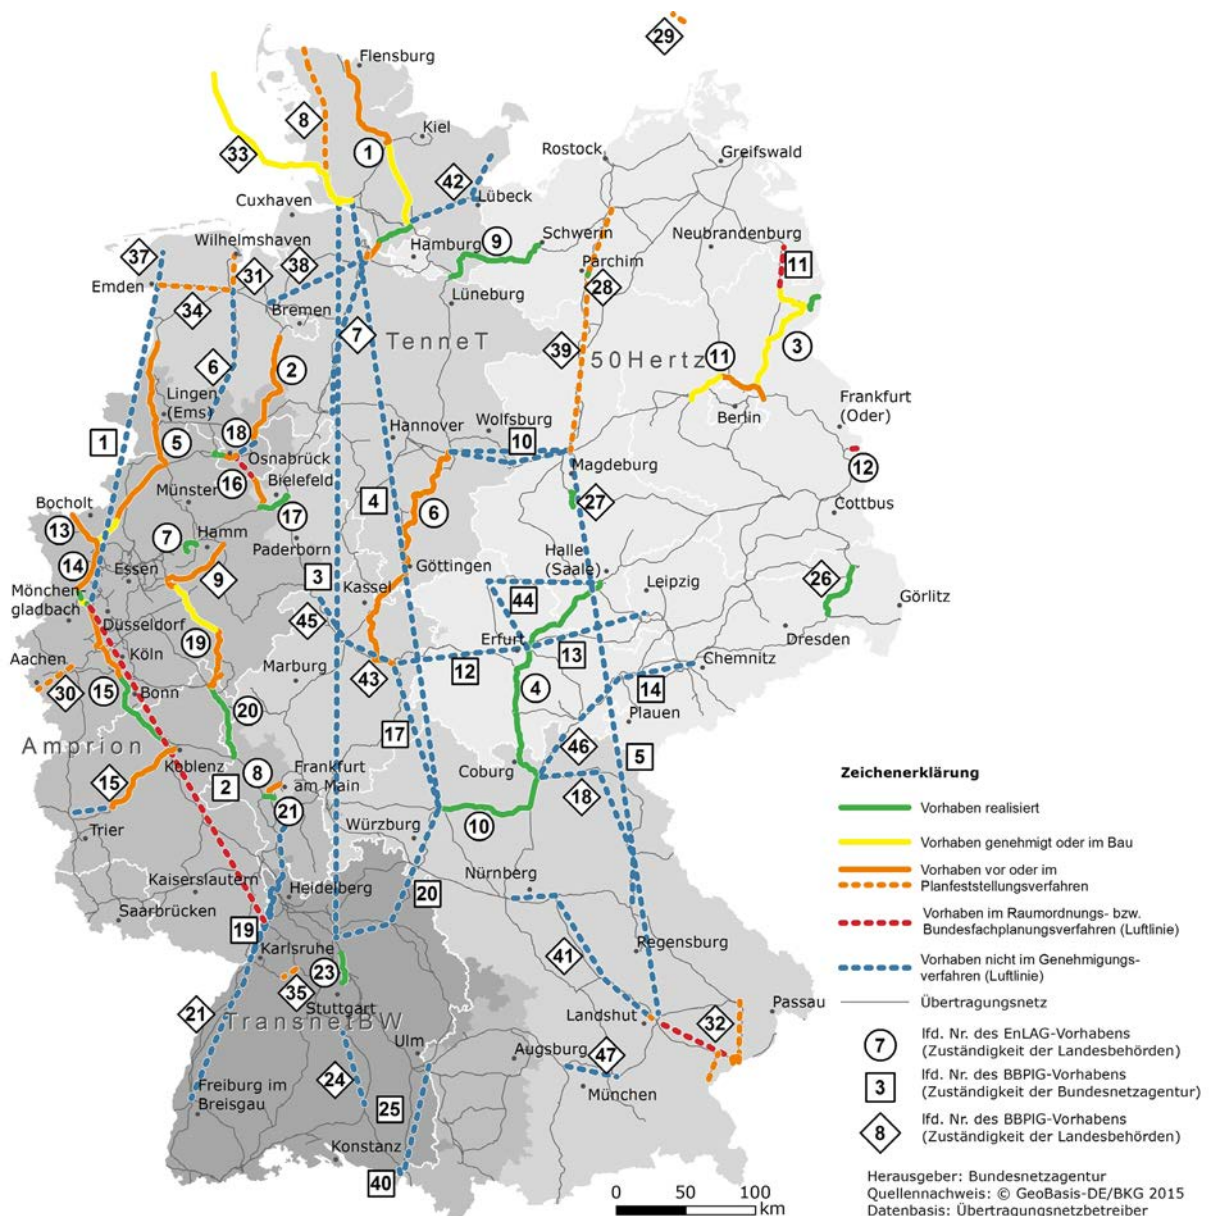 29
Flensburg
8
Kiel
1
33
Rostock
Greifswald
42
Lübeck
Cuxhaven
Wilhelmshaven
37
Hamburg
9
Schwerin
Neubrandenburg
31
38
Parchim
11
Emden
28
Lüneburg
34
Bremen
7
TenneT
39
50Hertz
11
3
6
2
Lingen
(Ems)
Frankfurt
(Oder)
Wolfsburg
Berlin
1
5
18
Hannover
10
Osnabrück
Magdeburg
12
16
Bielefeld
Münster
4
6
27
Bocholt
13
17
Cottbus
7
Hamm
Paderborn
14
Essen
9
Göttingen
Halle
(Saale)
Leipzig
26
3
Kassel
Mönchen-
gladbach
44
Görlitz
45
Düsseldorf
19
Erfurt
Dresden
Köln
13
Aachen
Marburg
43
12
Chemnitz
30
15
Bonn
4
14
20
Plauen
17
Amprion
46
5
Koblenz
8
Frankfurt
am Main
Coburg
15
2
18
21
10
Trier
Würzburg
Nürnberg
Kaiserslautern
Heidelberg
20
Saarbrücken
19
Regensburg
Karlsruhe
41
23
35
Stuttgart
Passau
21
TransnetBW
Landshut
32
Ulm
Augsburg
47
24
München
Freiburg im
Breisgau
25
Konstanz
40
Zeichenerklärung
Vorhaben realisiert
Vorhaben genehmigt oder im Bau
Vorhaben vor oder im
Planfeststellungsverfahren
Vorhaben im Raumordnungs- bzw.
Bundesfachplanungsverfahren (Luftlinie)
Vorhaben nicht im Genehmigungs-
verfahren (Luftlinie)
Übertragungsnetz
7
lfd. Nr. des EnLAG-Vorhabens
(Zuständigkeit der Landesbehörden)
3
lfd. Nr. des BBPlG-Vorhabens
(Zuständigkeit der Bundesnetzagentur)
8
lfd. Nr. des BBPlG-Vorhabens
(Zuständigkeit der Landesbehörden)
Herausgeber: Bundesnetzagentur
Quellennachweis: © GeoBasis-DE/BKG 2015
Datenbasis: Übertragungsnetzbetreiber
0 50 100
km